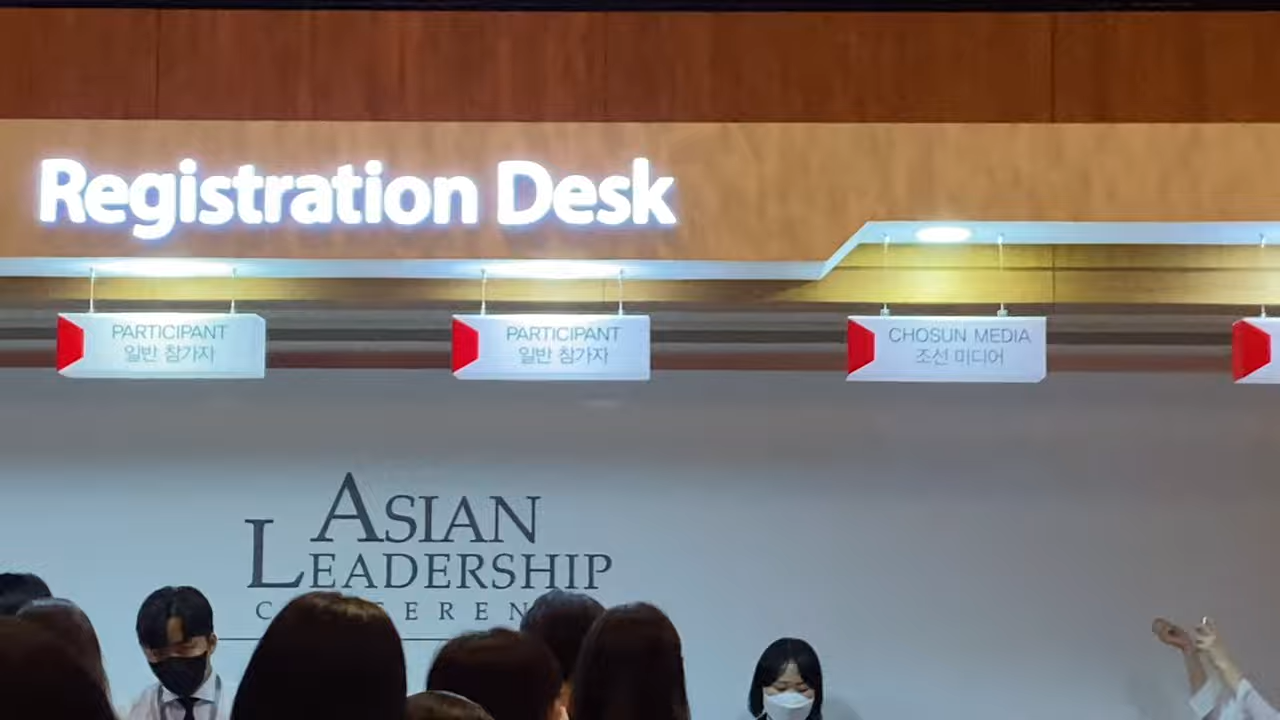 Registration Desk
PARTICIPANT
일반 참가자
PARTICIPANT
일반 참가자
CHOSUN MEDIA
조선 미디어
ASIAN
LEADERSHIP